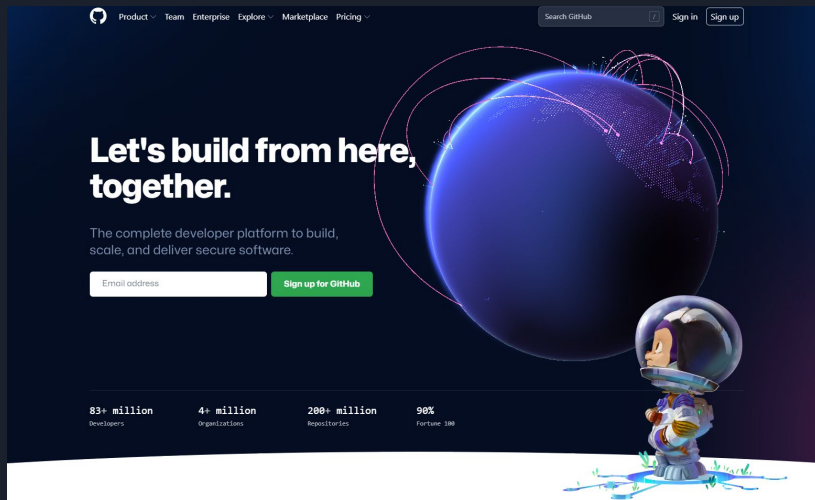 Product Team Enterprise Explore Marketplace Pricing
Search GitHub / Sign in Sign up
Let's build from here,
together.
The complete developer platform to build,
scale, and deliver secure software.
Email address Sign up for GitHub
83+ million 4+ million 200+ million 90%
Developers Organizations Repositories Fortune 100